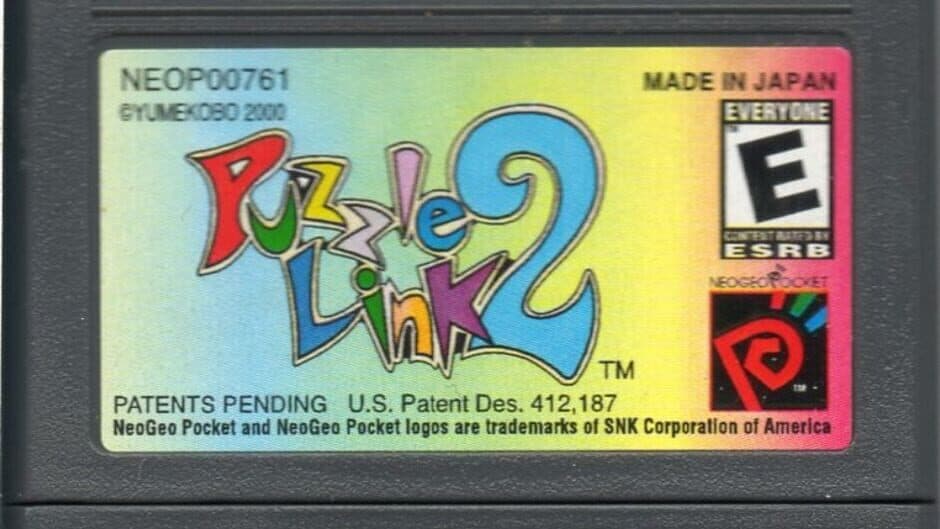 NEOP00761
©YUMEKOBO 2000
MADE IN JAPAN
EVERYONE
E
CONTENT RATED BY
ESRB
Puzzle
Link 2
TM
NEOGEO POCKET
TM
PATENTS PENDING U.S. Patent Des. 412,187
NeoGeo Pocket and NeoGeo Pocket logos are trademarks of SNK Corporation of America